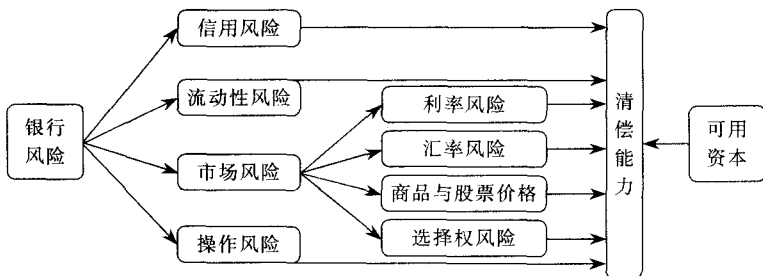 银行
风险
信用风险
流动性风险
市场风险
操作风险
利率风险
汇率风险
商品与股票价格
选择权风险
清
偿
能
力
可用
资本